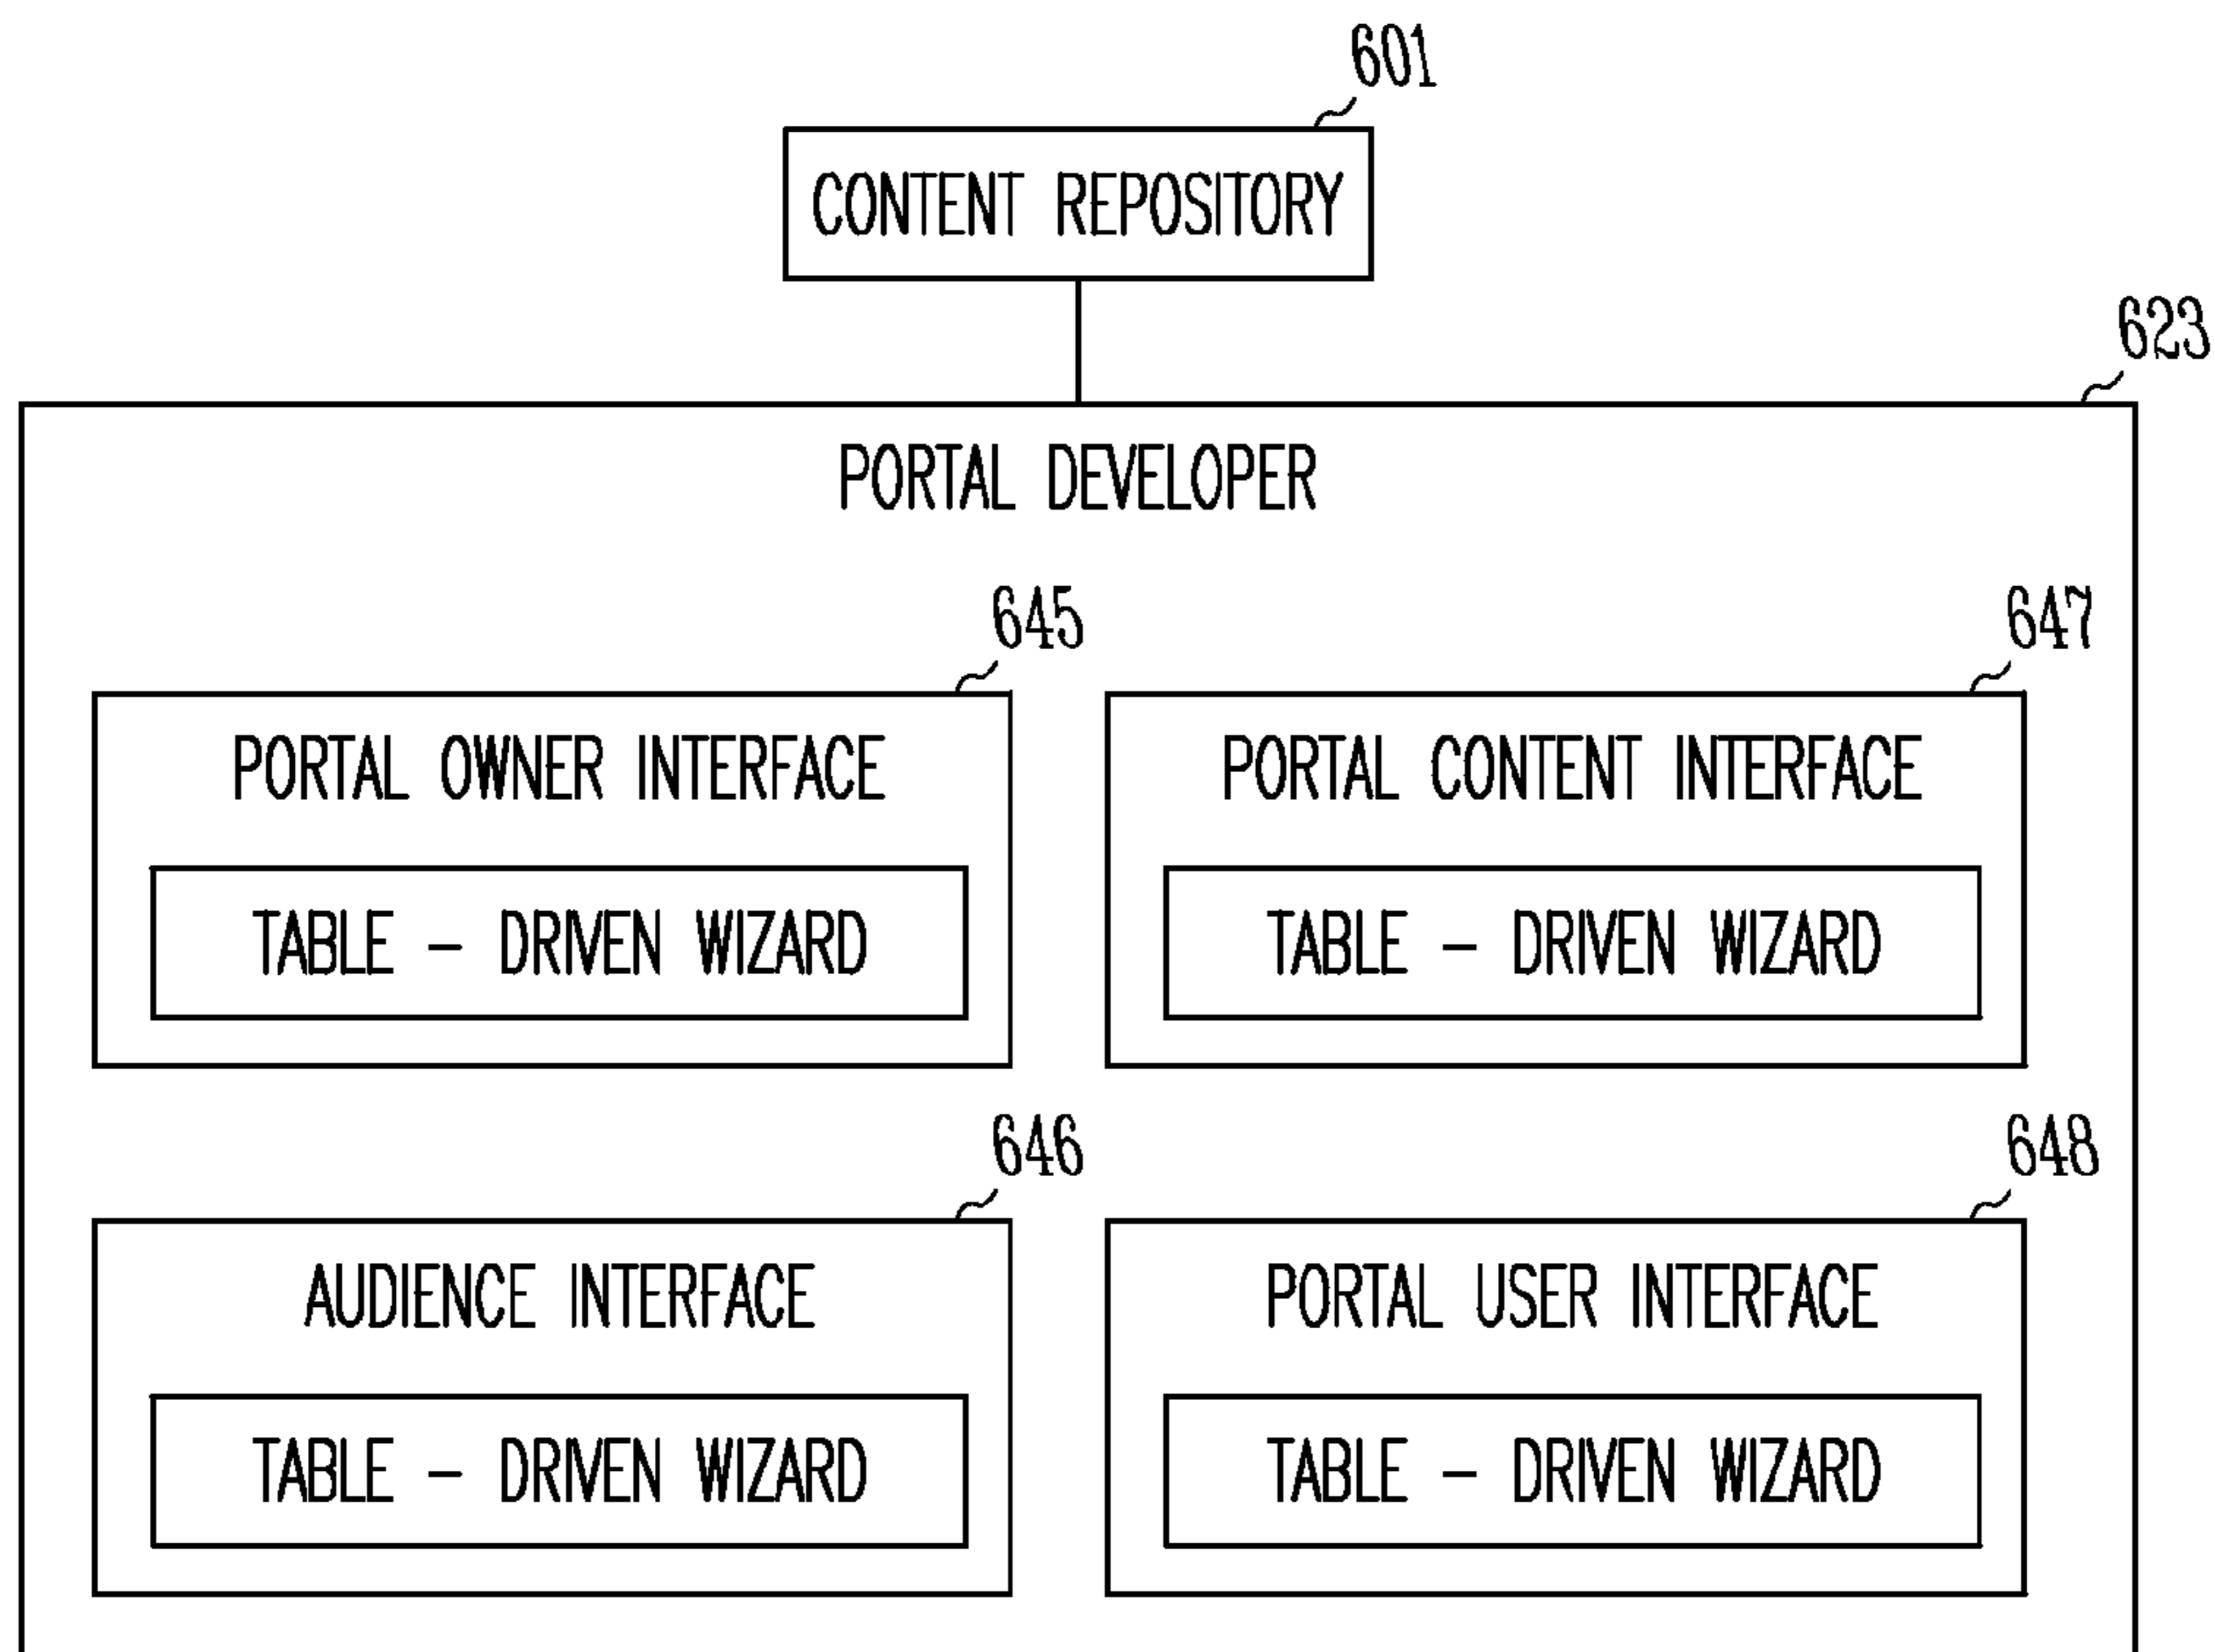 601
CONTENT REPOSITORY
623
PORTAL DEVELOPER
645
PORTAL OWNER INTERFACE
TABLE - DRIVEN WIZARD
647
PORTAL CONTENT INTERFACE
TABLE - DRIVEN WIZARD
646
AUDIENCE INTERFACE
TABLE - DRIVEN WIZARD
648
PORTAL USER INTERFACE
TABLE - DRIVEN WIZARD